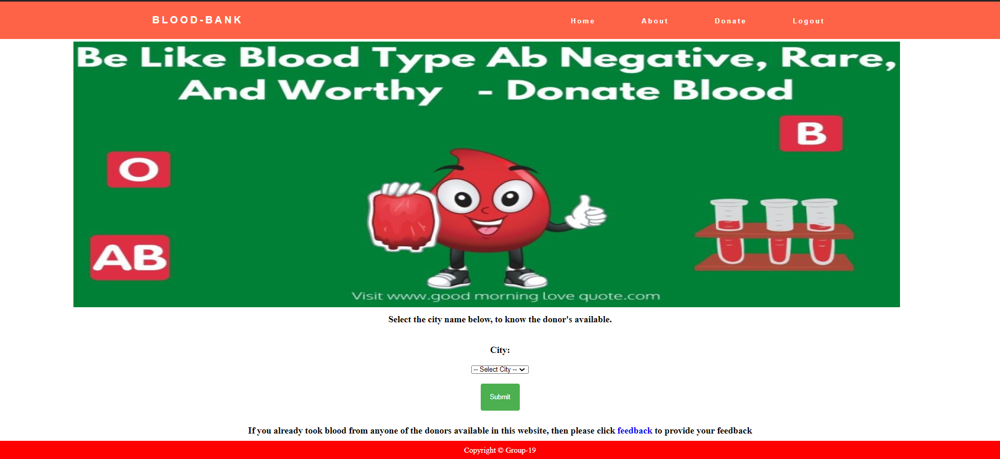 BLOOD-BANK
Home About Donate Logout
Be Like Blood Type Ab Negative, Rare,
And Worthy - Donate Blood
B
O
AB
Visit www.good morning love quote.com
Select the city name below, to know the donor's available.
City:
-- Select City --
Submit
If you already took blood from anyone of the donors available in this website, then please click feedback to provide your feedback
Copyright © Group-19